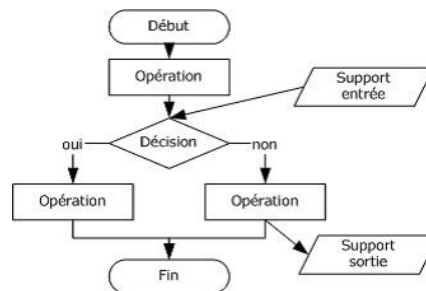 Début
Opération
Support
entrée
Décision
oui
non
Opération
Opération
Support
sortie
Fin